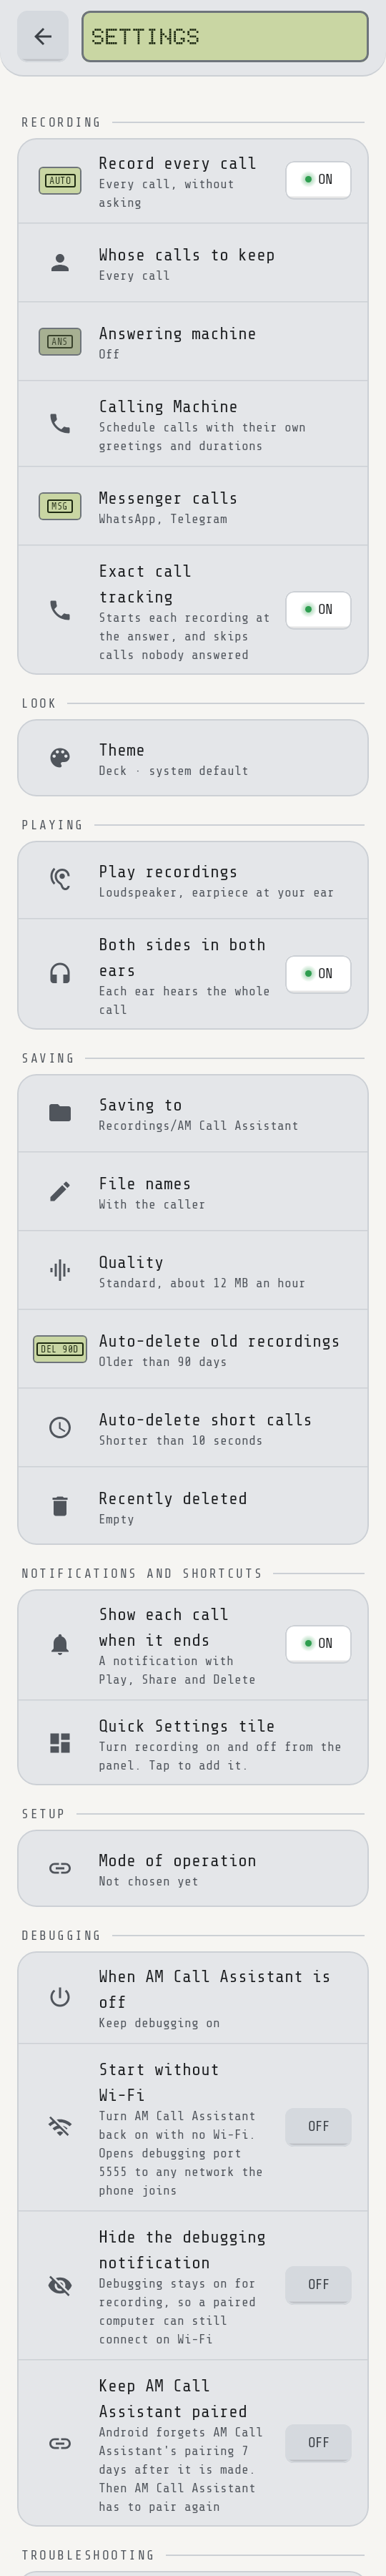 SETTINGS
RECORDING
AUTO
Record every call
Every call, without
asking
ON
Whose calls to keep
Every call
ANS
Answering machine
Off
Calling Machine
Schedule calls with their own
greetings and durations
MSG
Messenger calls
WhatsApp, Telegram
Exact call
tracking
Starts each recording at
the answer, and skips
calls nobody answered
ON
LOOK
Theme
Deck · system default
PLAYING
Play recordings
Loudspeaker, earpiece at your ear
Both sides in both
ears
Each ear hears the whole
call
ON
SAVING
Saving to
Recordings/AM Call Assistant
File names
With the caller
Quality
Standard, about 12 MB an hour
DEL 90D
Auto-delete old recordings
Older than 90 days
Auto-delete short calls
Shorter than 10 seconds
Recently deleted
Empty
NOTIFICATIONS AND SHORTCUTS
Show each call
when it ends
A notification with
Play, Share and Delete
ON
Quick Settings tile
Turn recording on and off from the
panel. Tap to add it.
SETUP
Mode of operation
Not chosen yet
DEBUGGING
When AM Call Assistant is
off
Keep debugging on
Start without
Wi-Fi
Turn AM Call Assistant
back on with no Wi-Fi.
Opens debugging port
5555 to any network the
phone joins
OFF
Hide the debugging
notification
Debugging stays on for
recording, so a paired
computer can still
connect on Wi-Fi
OFF
Keep AM Call
Assistant paired
Android forgets AM Call
Assistant's pairing 7
days after it is made.
Then AM Call Assistant
has to pair again
OFF
TROUBLESHOOTING